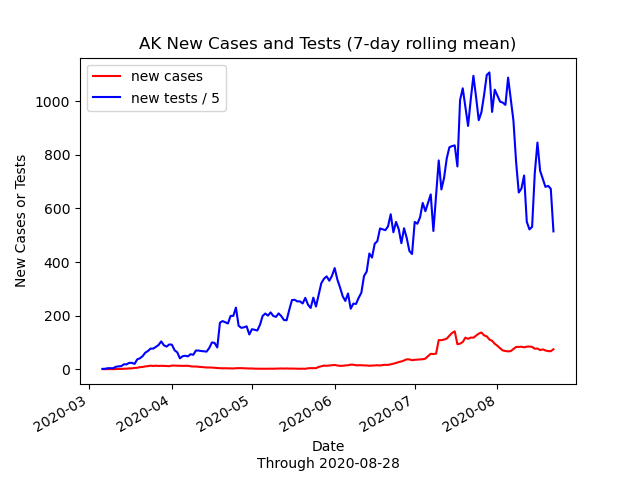 AK New Cases and Tests (7-day rolling mean)
new cases
new tests / 5
New Cases or Tests
1000
800
600
400
200
0
2020-03
2020-04
2020-05
2020-06
2020-07
2020-08
Date
Through 2020-08-28